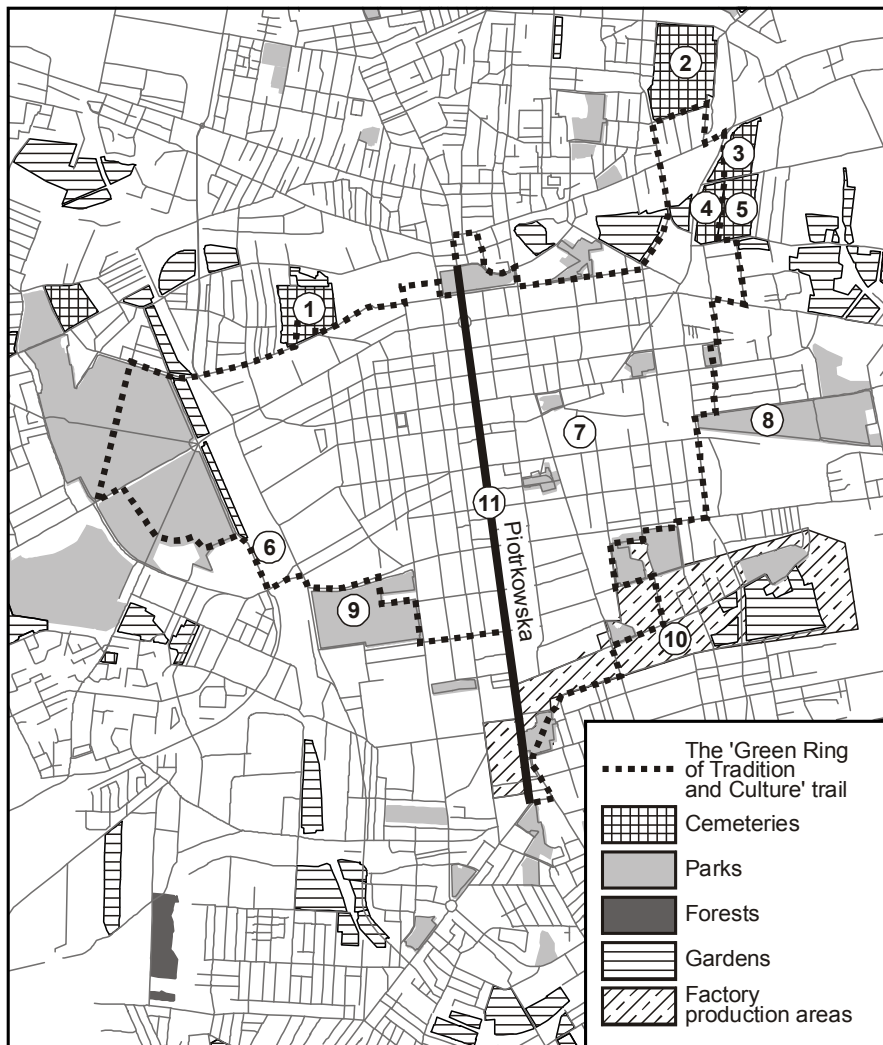 2
3
4
5
1
8
7
11
6
Piotrkowska
9
10
The 'Green Ring
of Tradition
and Culture' trail
Cemeteries
Parks
Forests
Gardens
Factory
production areas